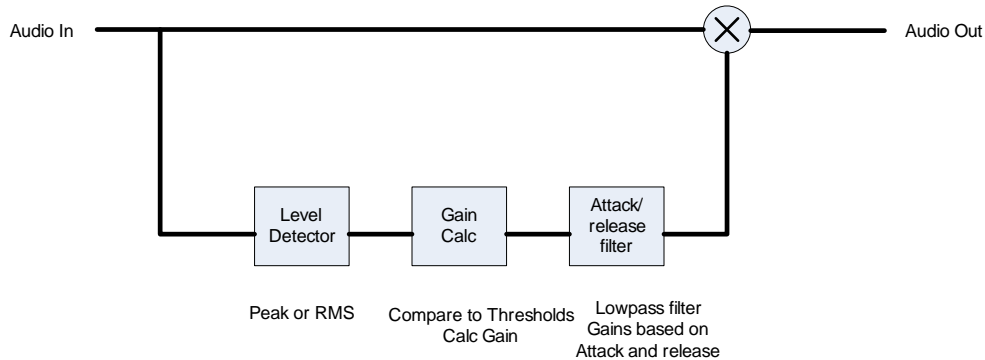 Audio In
Audio Out
Level
Detector
Gain
Calc
Attack/
release
filter
Peak or RMS
Compare to Thresholds
Calc Gain
Lowpass filter
Gains based on
Attack and release